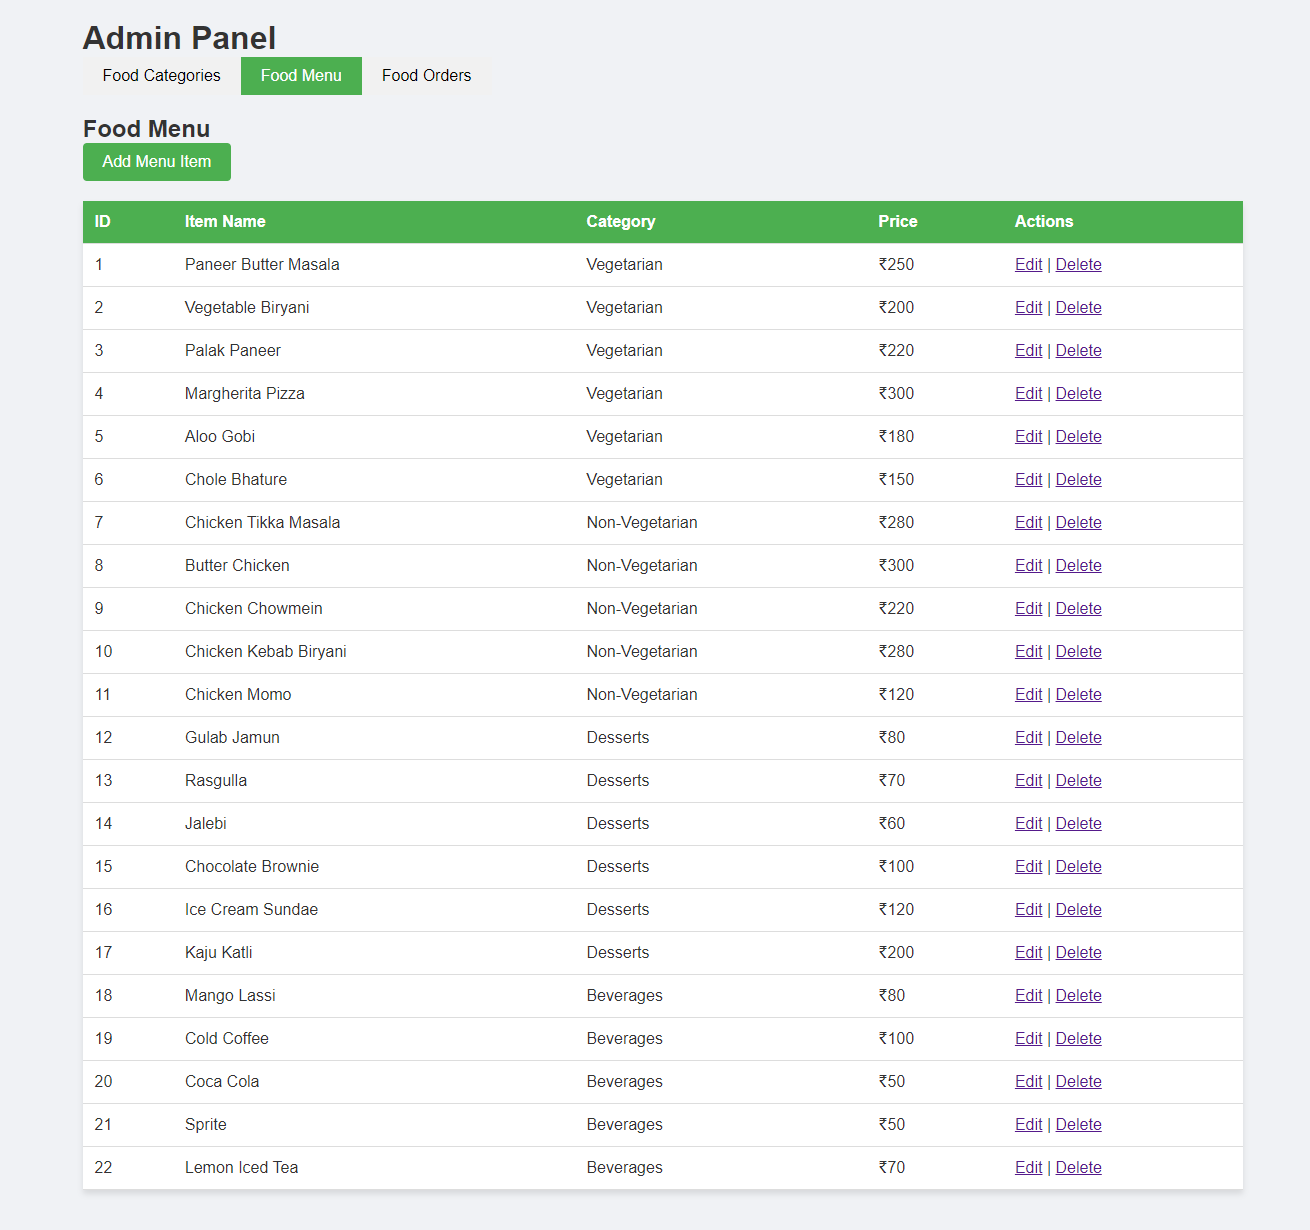 Admin Panel
Food Categories Food Menu Food Orders
Food Menu
Add Menu Item
ID Item Name Category Price Actions
1 Paneer Butter Masala Vegetarian ₹250 Edit | Delete
2 Vegetable Biryani Vegetarian ₹200 Edit | Delete
3 Palak Paneer Vegetarian ₹220 Edit | Delete
4 Margherita Pizza Vegetarian ₹300 Edit | Delete
5 Aloo Gobi Vegetarian ₹180 Edit | Delete
6 Chole Bhature Vegetarian ₹150 Edit | Delete
7 Chicken Tikka Masala Non-Vegetarian ₹280 Edit | Delete
8 Butter Chicken Non-Vegetarian ₹300 Edit | Delete
9 Chicken Chowmein Non-Vegetarian ₹220 Edit | Delete
10 Chicken Kebab Biryani Non-Vegetarian ₹280 Edit | Delete
11 Chicken Momo Non-Vegetarian ₹120 Edit | Delete
12 Gulab Jamun Desserts ₹80 Edit | Delete
13 Rasgulla Desserts ₹70 Edit | Delete
14 Jalebi Desserts ₹60 Edit | Delete
15 Chocolate Brownie Desserts ₹100 Edit | Delete
16 Ice Cream Sundae Desserts ₹120 Edit | Delete
17 Kaju Katli Desserts ₹200 Edit | Delete
18 Mango Lassi Beverages ₹80 Edit | Delete
19 Cold Coffee Beverages ₹100 Edit | Delete
20 Coca Cola Beverages ₹50 Edit | Delete
21 Sprite Beverages ₹50 Edit | Delete
22 Lemon Iced Tea Beverages ₹70 Edit | Delete